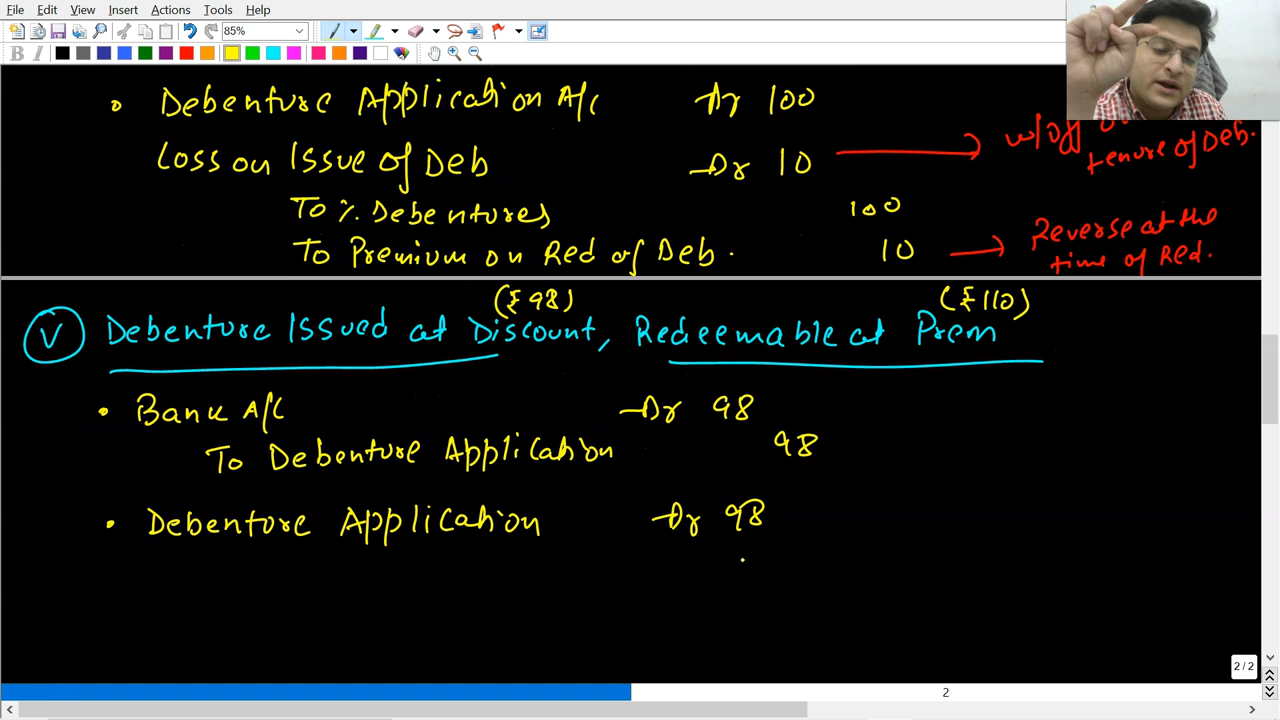 File Edit View Insert Actions Tools Help
85%
B I U
• Debenture Application A/c Dr 100
Loss on Issue of Deb Dr 10 → w/off
tenure of Deb.
To % Debentures 100
To Premium on Red of Deb. 10 → Reverse at the
time of Red.
(₹ 98) (₹ 110)
V Debenture Issued at Discount, Redeemable at Prem
• Bank A/c Dr 98
To Debenture Application 98
• Debenture Application Dr 98
2 / 2
2